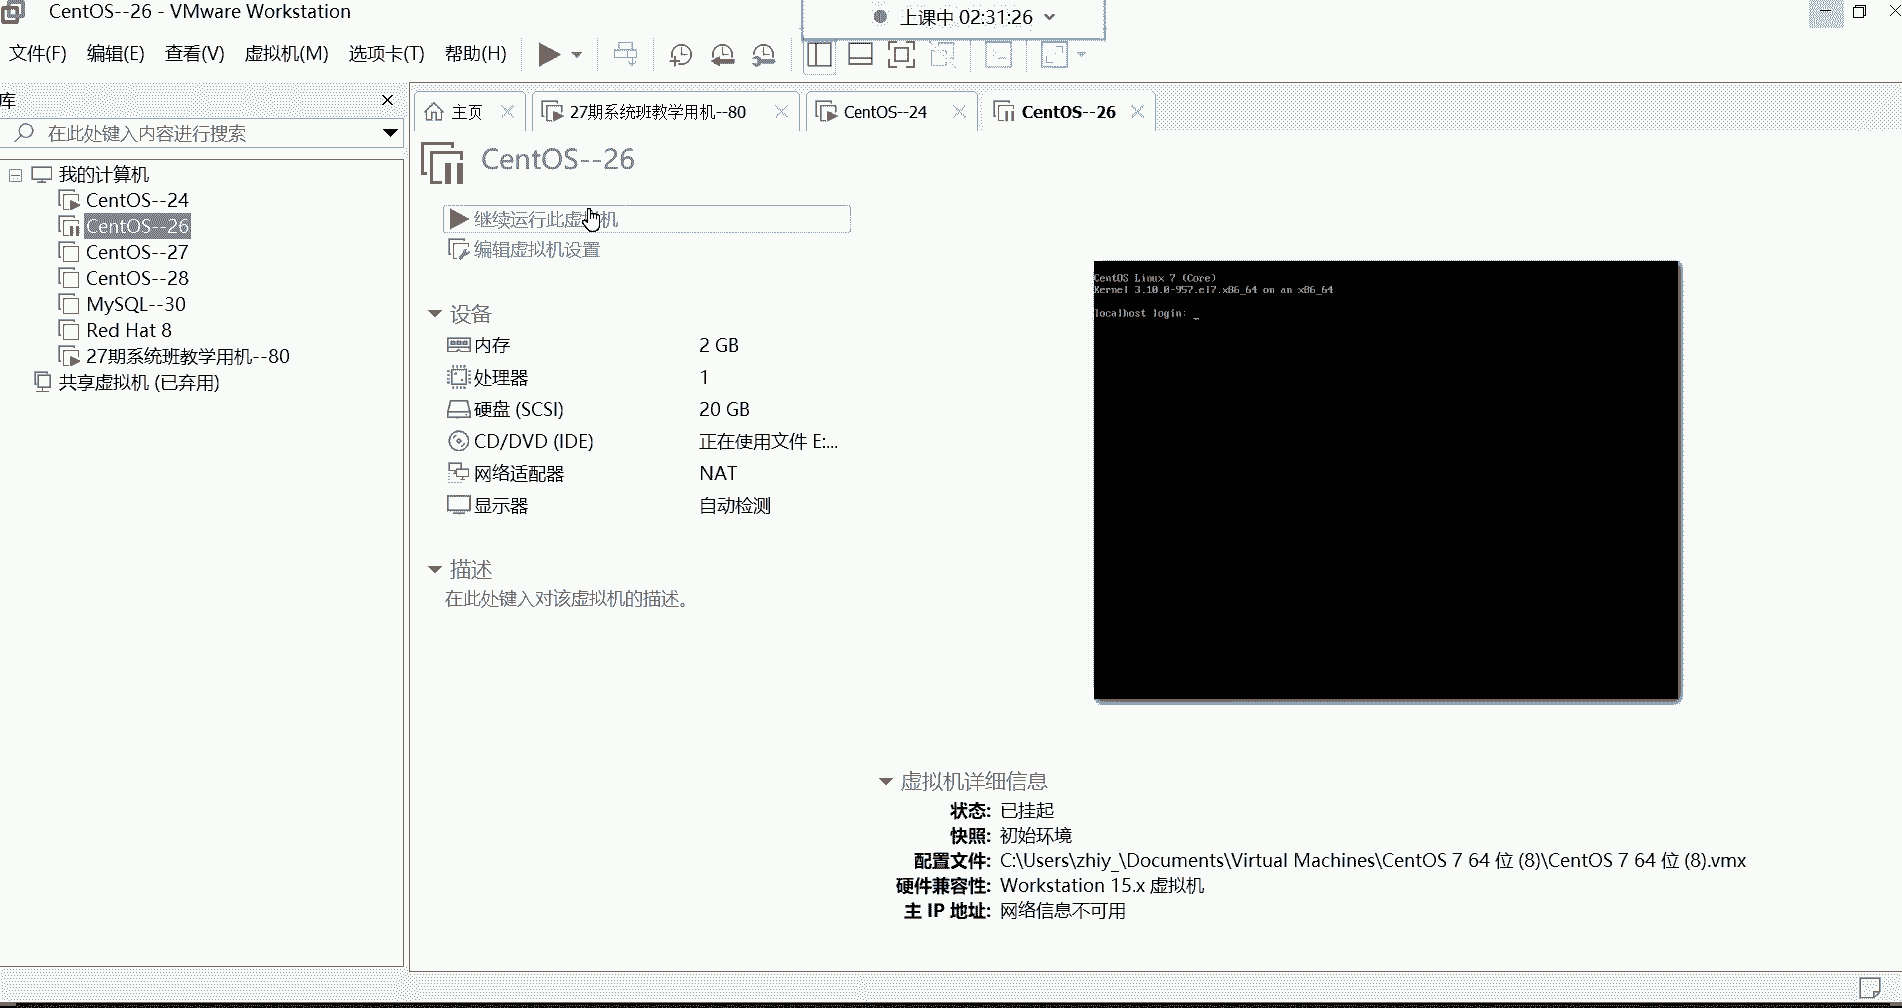 CentOS--26 - VMware Workstation
上课中 02:31:26
文件(F) 编辑(E) 查看(V) 虚拟机(M) 选项卡(T) 帮助(H)
库
在此处键入内容进行搜索
我的计算机
CentOS--24
CentOS--26
CentOS--27
CentOS--28
MySQL--30
Red Hat 8
27期系统班教学用机--80
共享虚拟机 (已弃用)
主页 27期系统班教学用机--80 CentOS--24 CentOS--26
CentOS--26
继续运行此虚拟机
编辑虚拟机设置
设备
内存 2 GB
处理器 1
硬盘 (SCSI) 20 GB
CD/DVD (IDE) 正在使用文件 E:...
网络适配器 NAT
显示器 自动检测
描述
在此处键入对该虚拟机的描述。
CentOS Linux 7 (Core)
Kernel 3.10.0-957.el7.x86_64 on an x86_64
localhost login: _
虚拟机详细信息
状态: 已挂起
快照: 初始环境
配置文件: C:\Users\zhiy_\Documents\Virtual Machines\CentOS 7 64 位 (8)\CentOS 7 64 位 (8).vmx
硬件兼容性: Workstation 15.x 虚拟机
主 IP 地址: 网络信息不可用